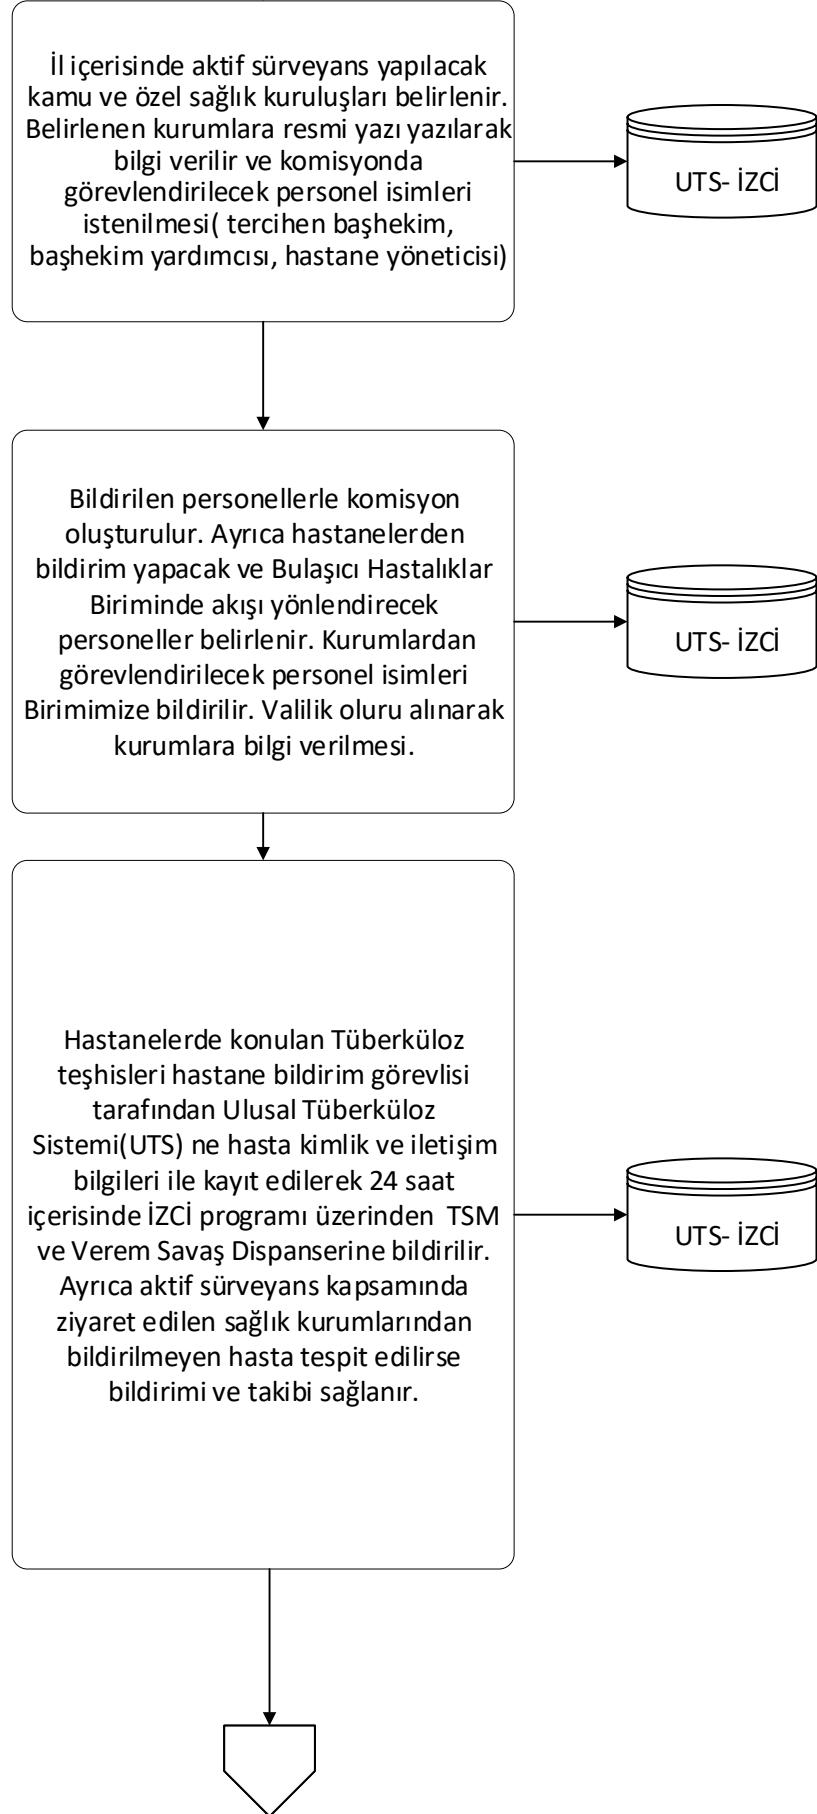 İl içerisinde aktif sürveyans yapılacak
kamu ve özel sağlık kuruluşları belirlenir.
Belirlenen kurumlara resmi yazı yazılarak
bilgi verilir ve komisyonda
görevlendirilecek personel isimleri
istenilmesi( tercihen başhekim,
başhekim yardımcısı, hastane yöneticisi)
UTS- İZCİ
Bildirilen personellerle komisyon
oluşturulur. Ayrıca hastanelerden
bildirim yapacak ve Bulaşıcı Hastalıklar
Biriminde akışı yönlendirecek
personeller belirlenir. Kurumlardan
görevlendirilecek personel isimleri
Birimimize bildirilir. Valilik oluru alınarak
kurumlara bilgi verilmesi.
UTS- İZCİ
Hastanelerde konulan Tüberküloz
teşhisleri hastane bildirim görevlisi
tarafından Ulusal Tüberküloz
Sistemi(UTS) ne hasta kimlik ve iletişim
bilgileri ile kayıt edilerek 24 saat
içerisinde İZCİ programı üzerinden  TSM
ve Verem Savaş Dispanserine bildirilir.
Ayrıca aktif sürveyans kapsamında
ziyaret edilen sağlık kurumlarından
bildirilmeyen hasta tespit edilirse
bildirimi ve takibi sağlanır.
UTS- İZCİ